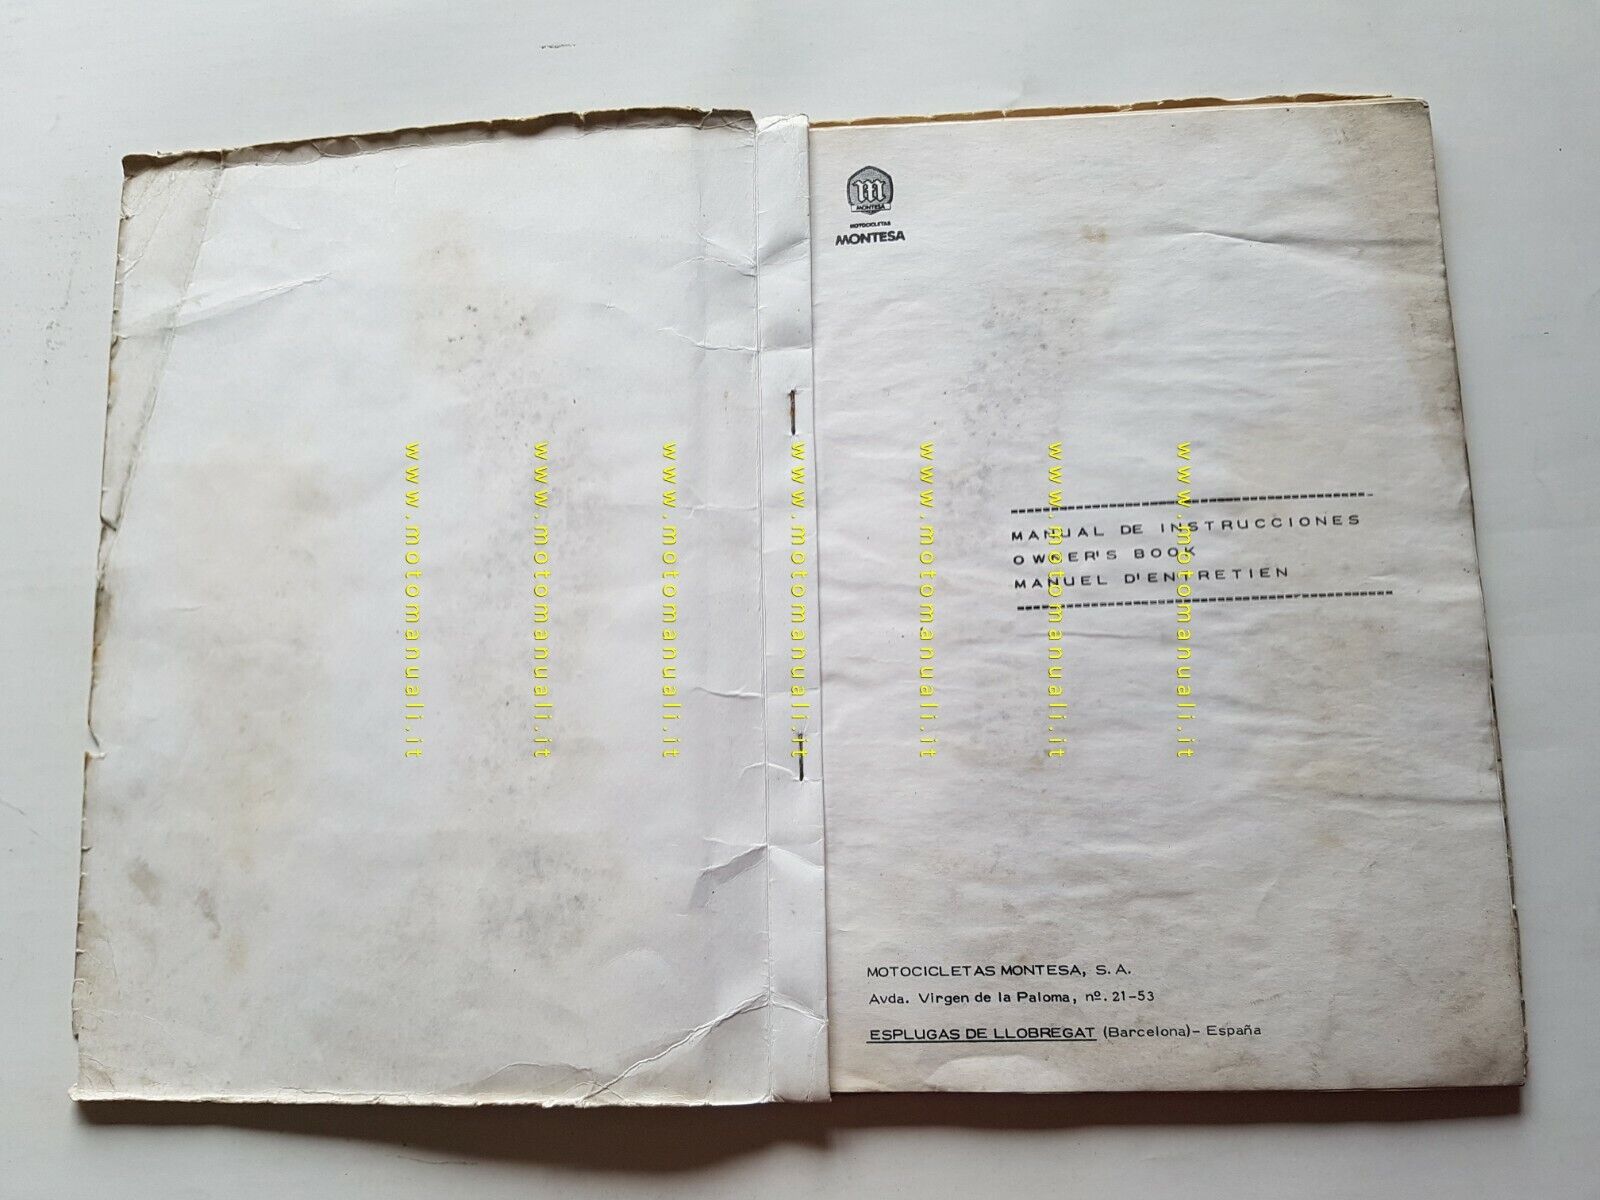 m
MONTESA
MOTOCICLETAS
MONTESA
MANUAL DE INSTRUCCIONES
OWNER'S BOOK
MANUEL D'ENTRETIEN
MOTOCICLETAS MONTESA, S.A.
Avda. Virgen de la Paloma, nº. 21-53
ESPLUGAS DE LLOBREGAT (Barcelona)- España
www.motomanuali.it
www.motomanuali.it
www.motomanuali.it
www.motomanuali.it
www.motomanuali.it
www.motomanuali.it
www.motomanuali.it